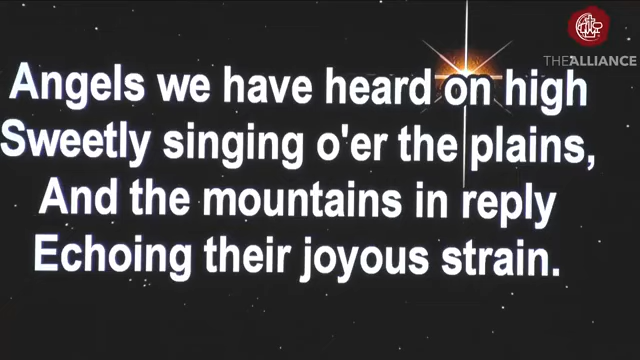 THEALLIANCE
Angels we have heard on high
Sweetly singing o'er the plains,
And the mountains in reply
Echoing their joyous strain.